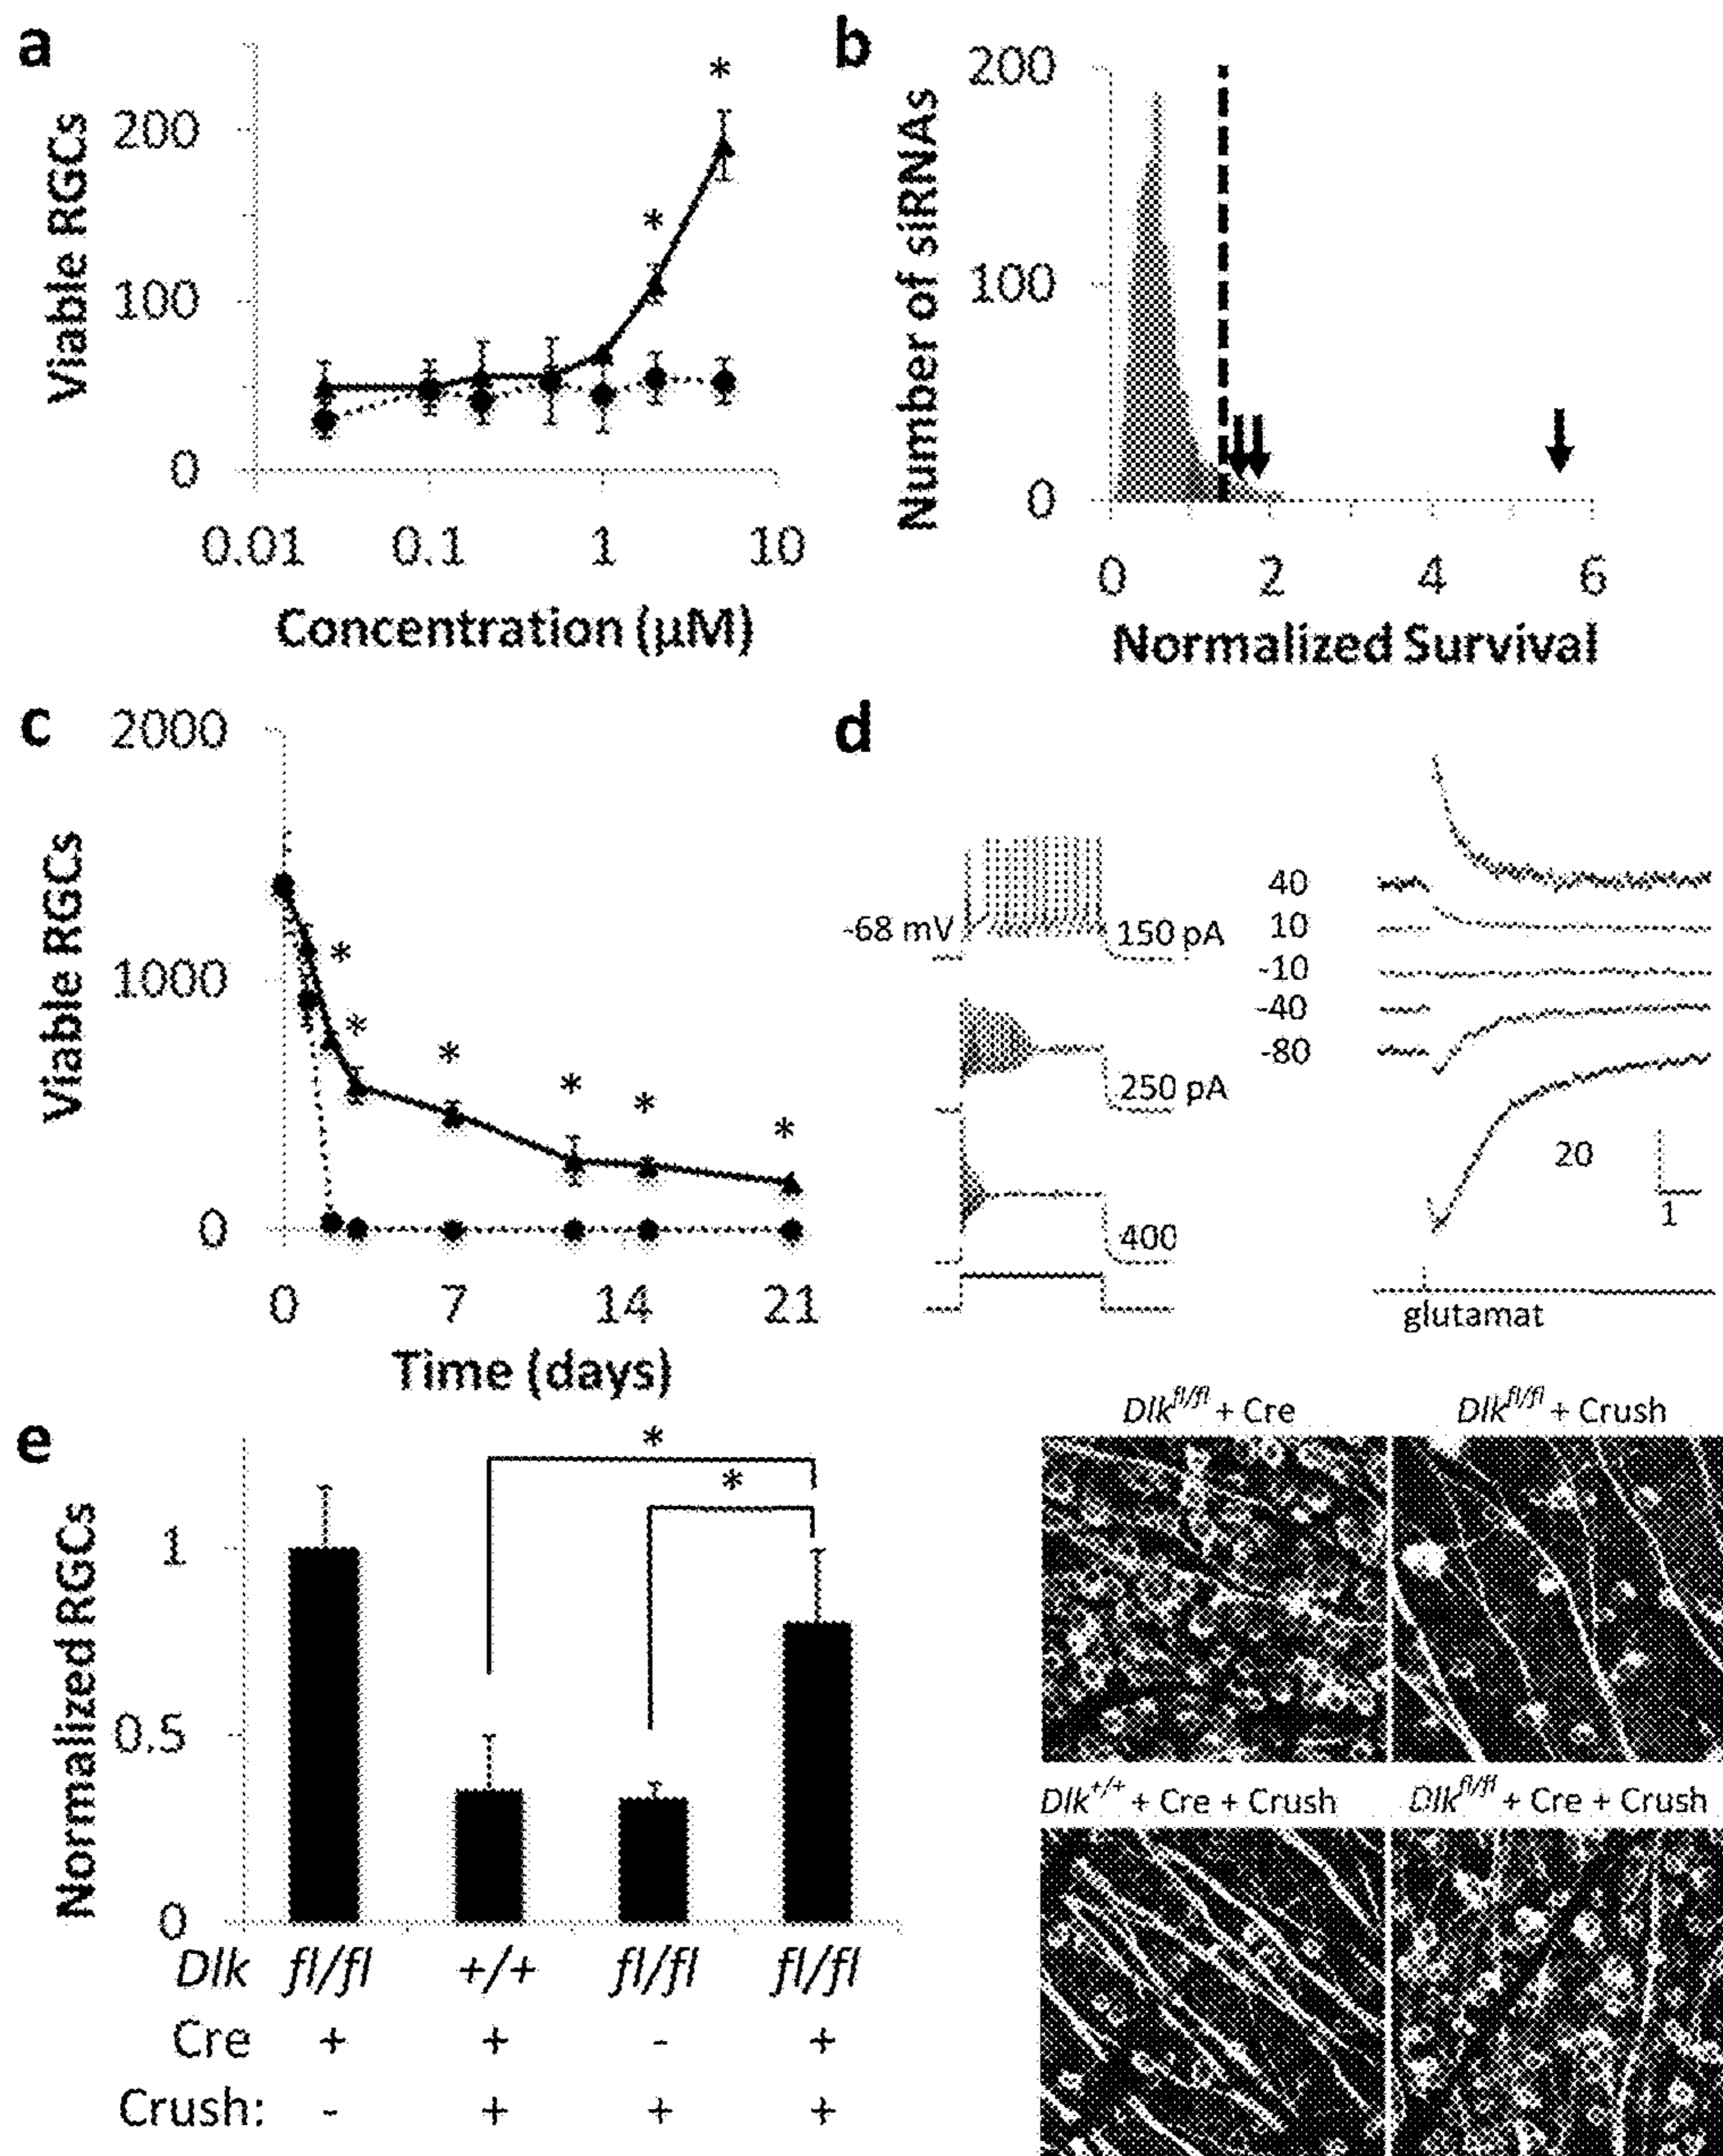 a
*
*
200
100
0
Viable RGCs
0.01 0.1 1 10
Concentration (µM)
b
200
100
0
Number of siRNAs
0 2 4 6
Normalized Survival
c
2000
1000
0
Viable RGCs
* * * * * *
0 7 14 21
Time (days)
d
-68 mV
150 pA
250 pA
400
40
10
-10
-40
-80
20
1
glutamat
e
*
*
1
0.5
0
Normalized RGCs
Dlk fl/fl +/+ fl/fl fl/fl
Cre + + - +
Crush: - + + +
Dlk^fl/fl + Cre
Dlk^fl/fl + Crush
Dlk^+/+ + Cre + Crush
Dlk^fl/fl + Cre + Crush